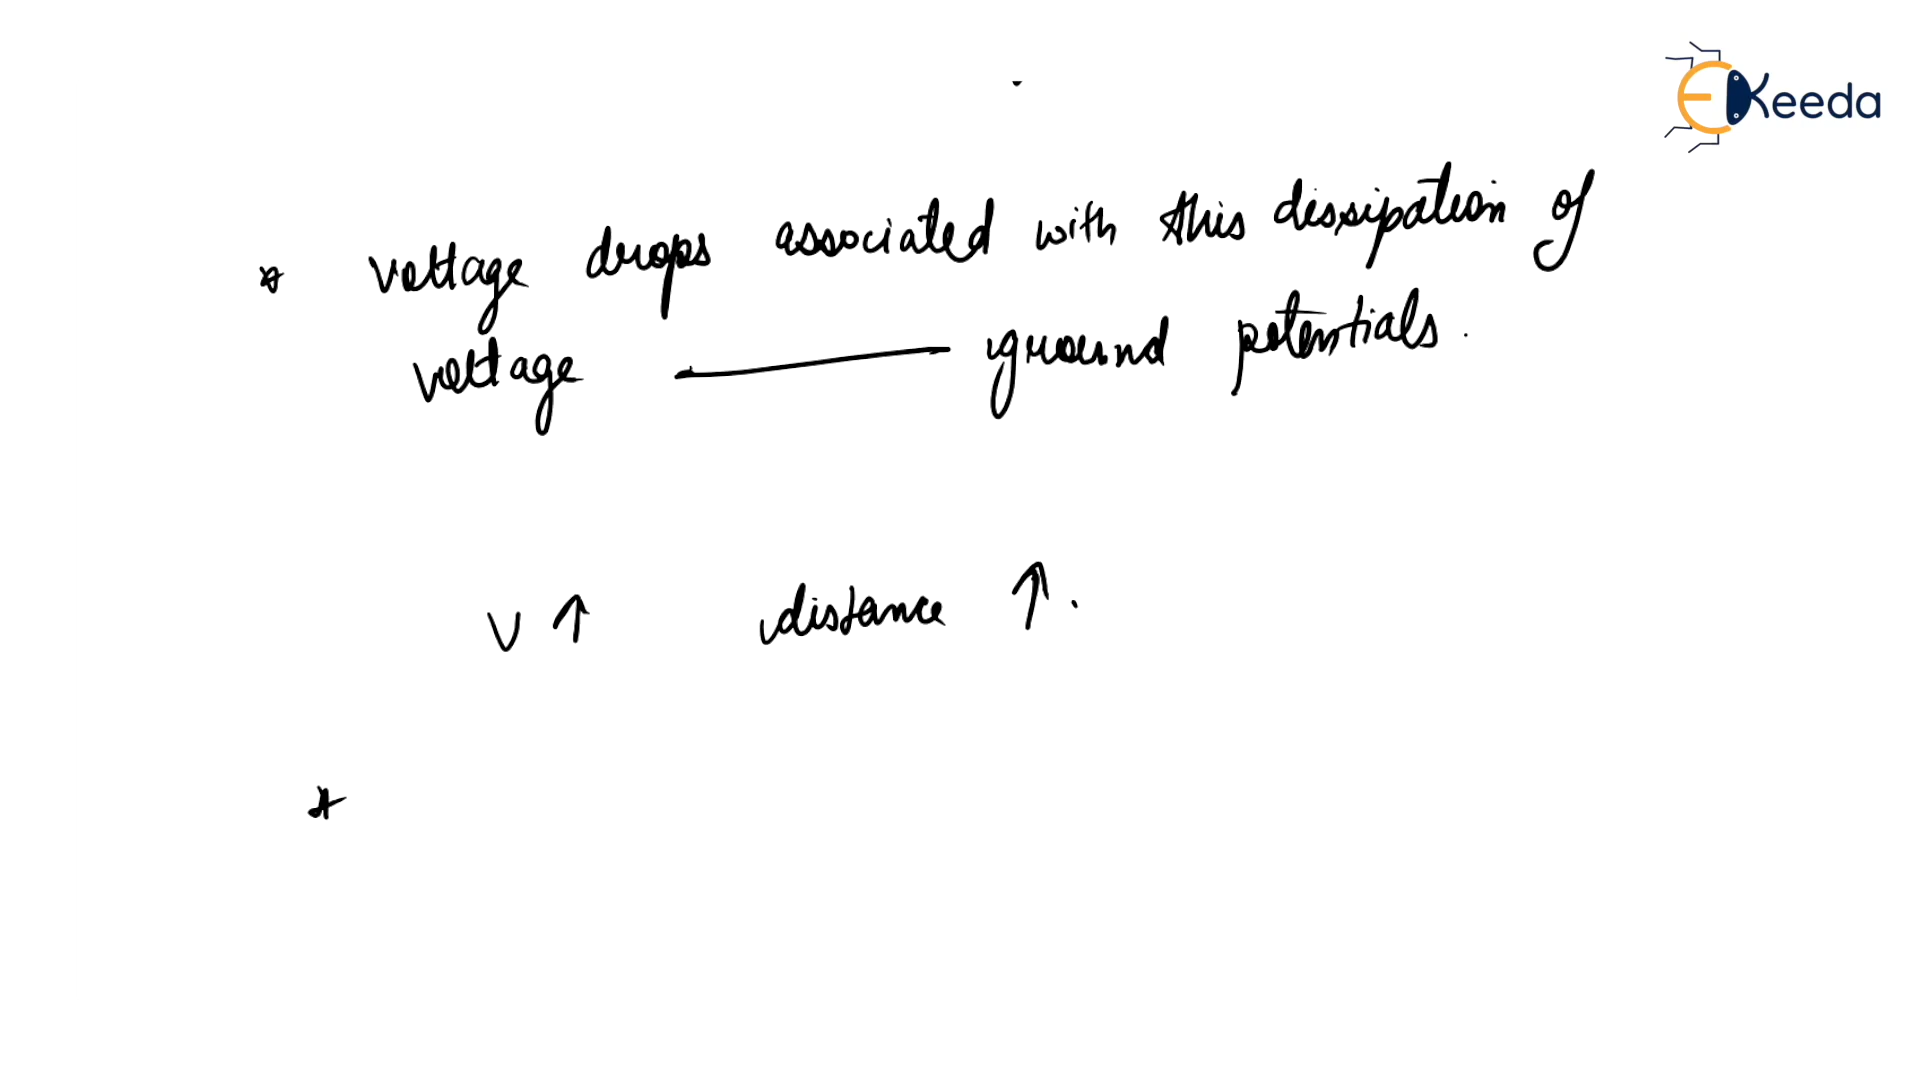 EKeeda
* voltage drops associated with this dissipation of
voltage —— ground potentials.
V ↑ distance ↑.
*